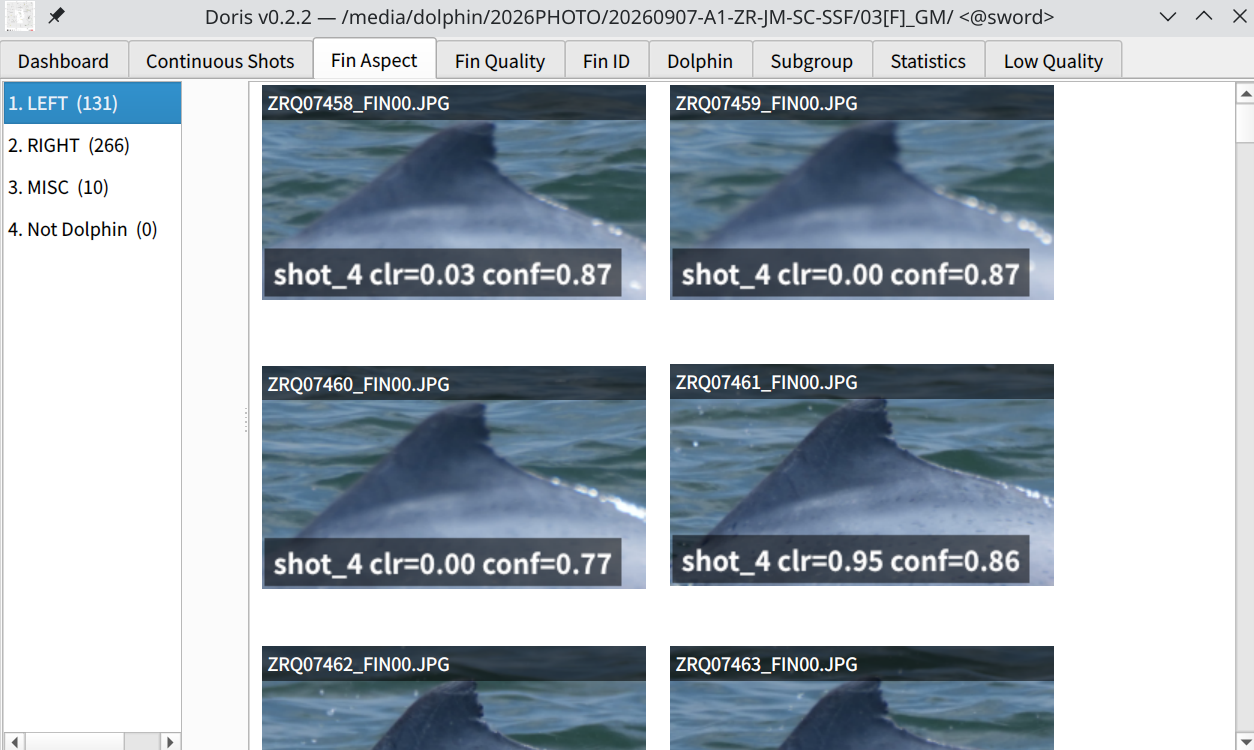 Doris v0.2.2 — /media/dolphin/2026PHOTO/20260907-A1-ZR-JM-SC-SSF/03[F]_GM/ <@sword>
Dashboard Continuous Shots Fin Aspect Fin Quality Fin ID Dolphin Subgroup Statistics Low Quality
1. LEFT (131)
2. RIGHT (266)
3. MISC (10)
4. Not Dolphin (0)
ZRQ07458_FIN00.JPG
shot_4 clr=0.03 conf=0.87
ZRQ07459_FIN00.JPG
shot_4 clr=0.00 conf=0.87
ZRQ07460_FIN00.JPG
shot_4 clr=0.00 conf=0.77
ZRQ07461_FIN00.JPG
shot_4 clr=0.95 conf=0.86
ZRQ07462_FIN00.JPG
ZRQ07463_FIN00.JPG